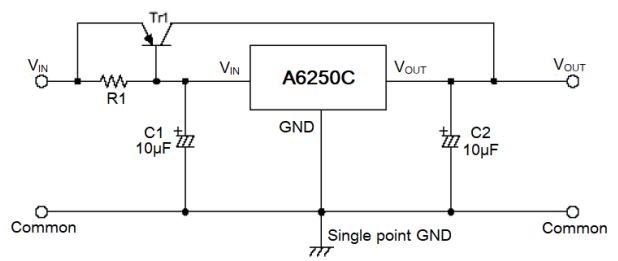 Tr1
VIN
R1
VIN
A6250C
VOUT
VOUT
GND
C1
10µF
C2
10µF
Common
Single point GND
Common